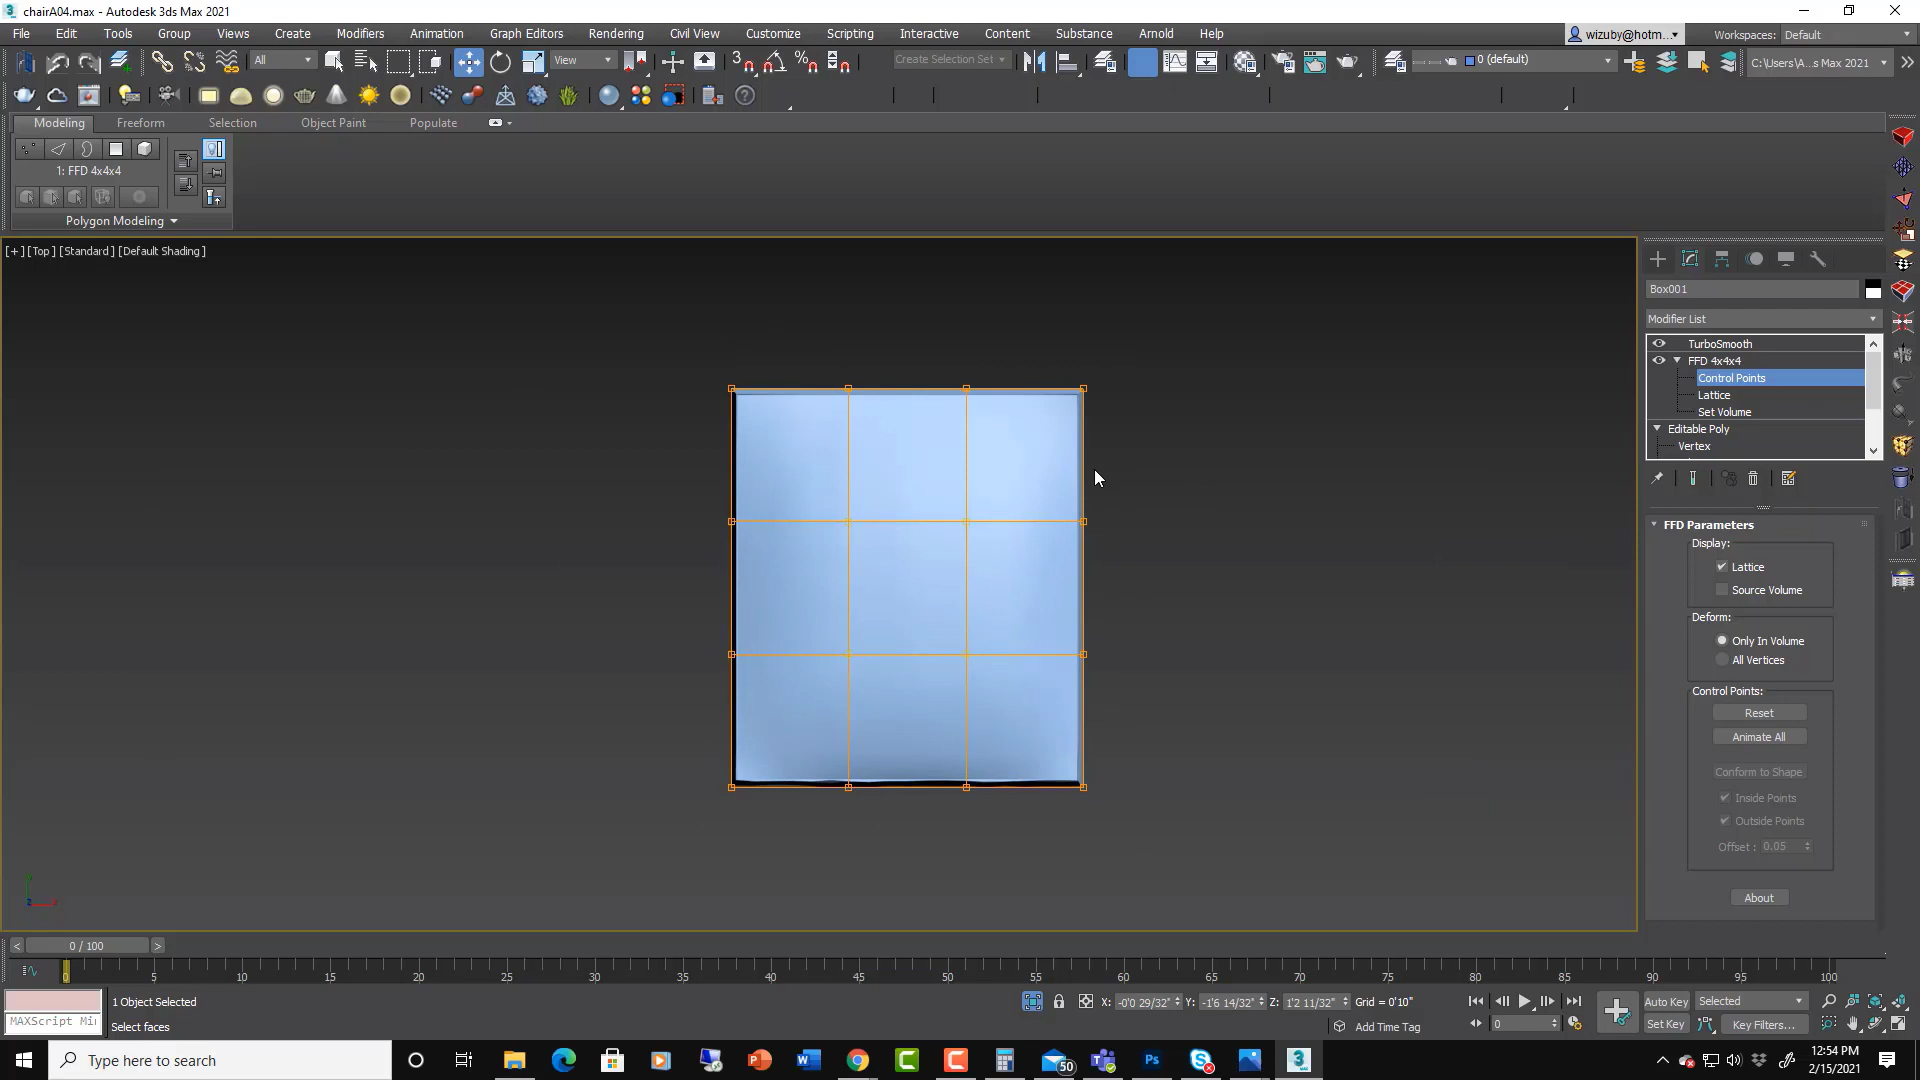 chairA04.max - Autodesk 3ds Max 2021
File Edit Tools Group Views Create Modifiers Animation Graph Editors Rendering Civil View Customize Scripting Interactive Content Substance Arnold Help
wizuby@hotm... Workspaces: Default
All View Create Selection Set 0 (default) C:\Users\A...s Max 2021
Modeling Freeform Selection Object Paint Populate
1: FFD 4x4x4
Polygon Modeling
[+] [Top] [Standard] [Default Shading]
Box001
Modifier List
TurboSmooth
FFD 4x4x4
Control Points
Lattice
Set Volume
Editable Poly
Vertex
FFD Parameters
Display:
Lattice
Source Volume
Deform:
Only In Volume
All Vertices
Control Points:
Reset
Animate All
Conform to Shape
Inside Points
Outside Points
Offset : 0.05
About
< 0 / 100 >
0 5 10 15 20 25 30 35 40 45 50 55 60 65 70 75 80 85 90 95 100
1 Object Selected X: -0'0 29/32" Y: -1'6 14/32" Z: 1'2 11/32" Grid = 0'10" Auto Key Selected
MAXScript Mi
Select faces Add Time Tag 0 Set Key Key Filters...
Type here to search 50 12:54 PM
2/15/2021